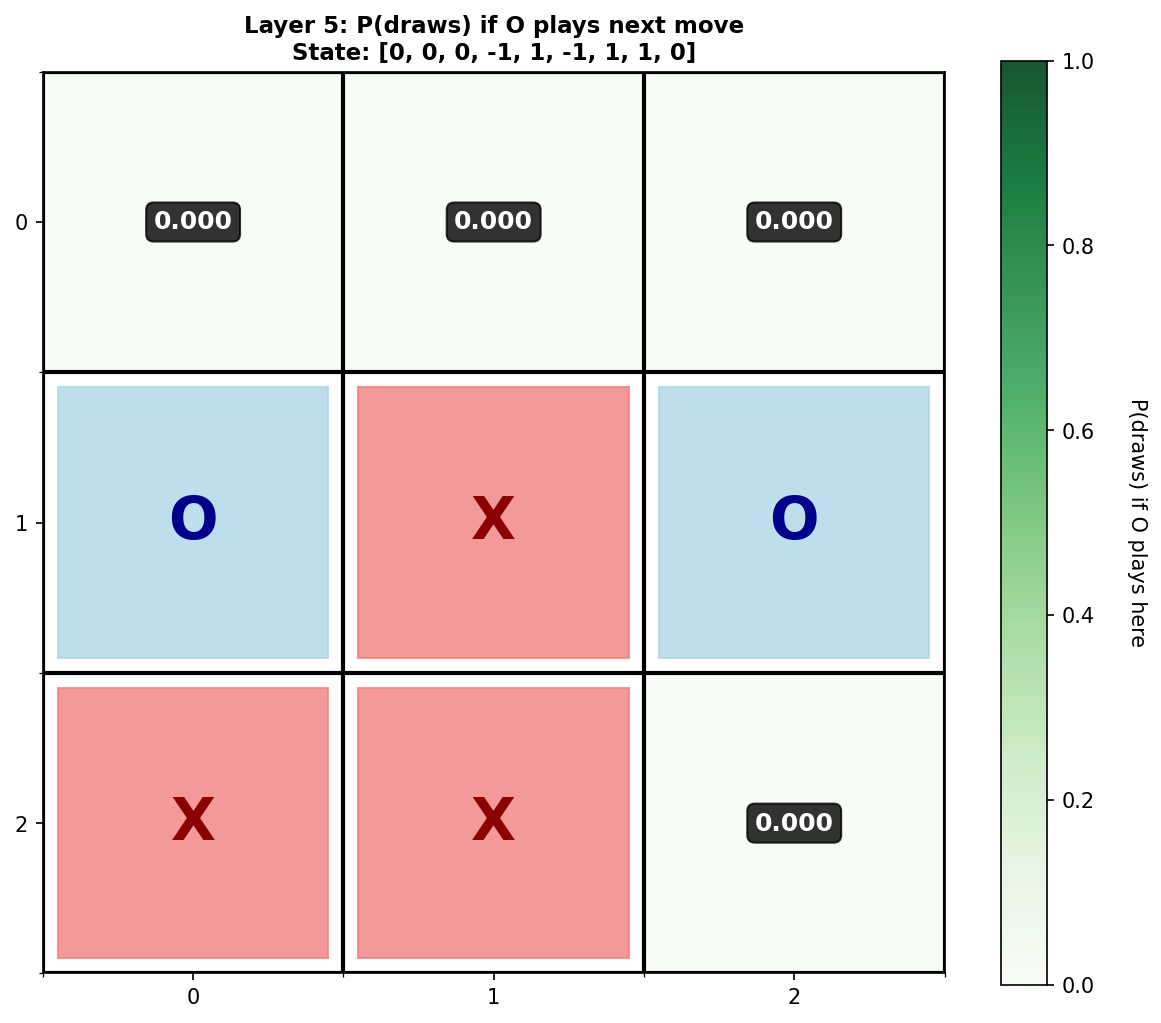 Layer 5: P(draws) if O plays next move
State: [0, 0, 0, -1, 1, -1, 1, 1, 0]
0
0.000
0.000
0.000
1
O
X
O
2
X
X
0.000
0
1
2
1.0
0.8
0.6
0.4
0.2
0.0
P(draws) if O plays here